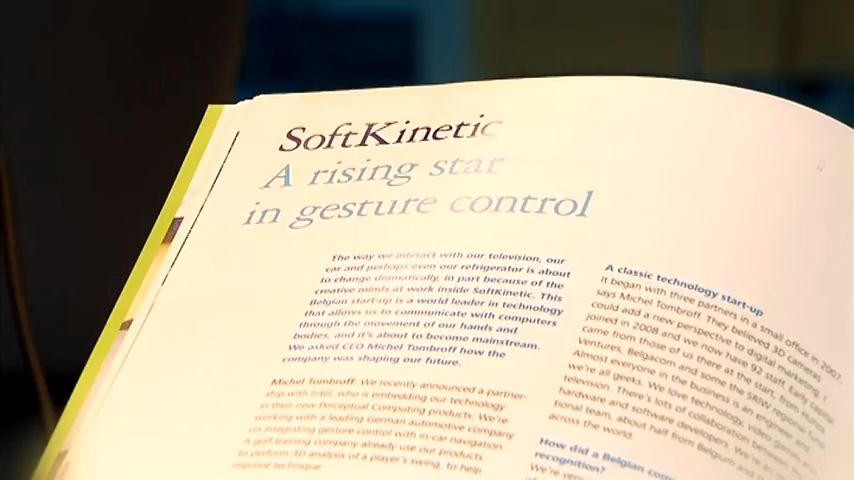 SoftKinetic
A rising star
in gesture control
The way we interact with our television, our
car and perhaps even our refrigerator is about
to change dramatically, in part because of the
creative minds at work inside SoftKinetic. This
Belgian start-up is a world leader in technology
that allows us to communicate with computers
through the movement of our hands and
bodies, and it's about to become mainstream.
We asked CEO Michel Tombroff how the
company was shaping our future.
Michel Tombroff: We recently announced a partner-
ship with Intel, who is embedding our technology
in their new Perceptual Computing products. We're
working with a leading German automotive company
on integrating gesture control with in-car navigation.
A golf training company already use our products
to perform 3D analysis of a player's swing, to help
improve technique.
A classic technology start-up
It began with three partners in a small office in 2007,
says Michel Tombroff. They believed 3D cameras
could add a new perspective to digital marketing. I
joined in 2008 and we now have 92 staff. Early capital
came from those of us there at the start, from Hunza
Ventures, Belgacom and some the SRIW regional fund.
Almost everyone in the business is an engineer and
we're all geeks. We love technology, video games and
television. There's lots of collaboration between the
hardware and software developers. We're an
tional team, about half from Belgium and
across the world.
How did a Belgian com
recognition?
We're very